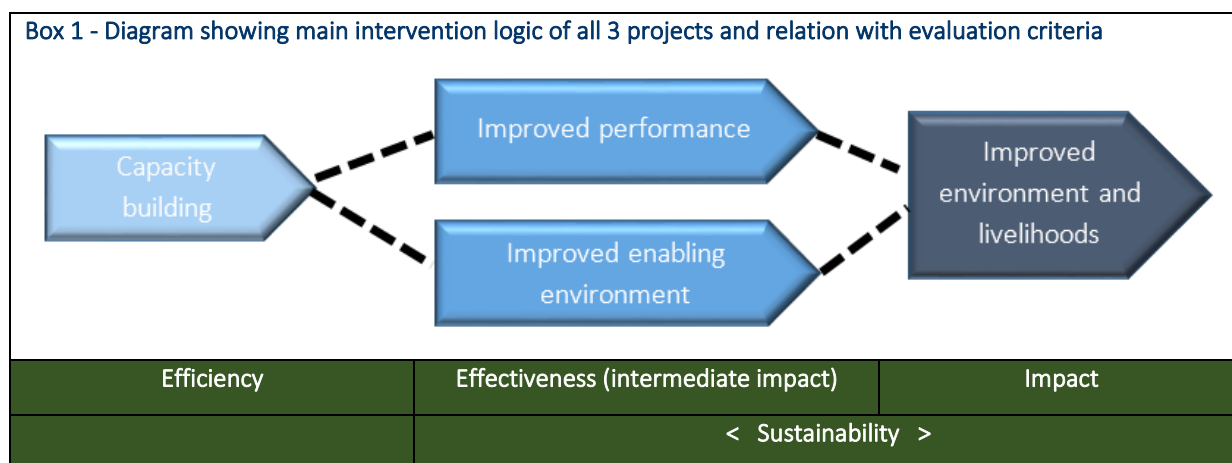 Box 1 - Diagram showing main intervention logic of all 3 projects and relation with evaluation criteria
Capacity
building
Improved performance
Improved enabling
environment
Improved
environment and
livelihoods
Efficiency
Effectiveness (intermediate impact)
Impact
< Sustainability >